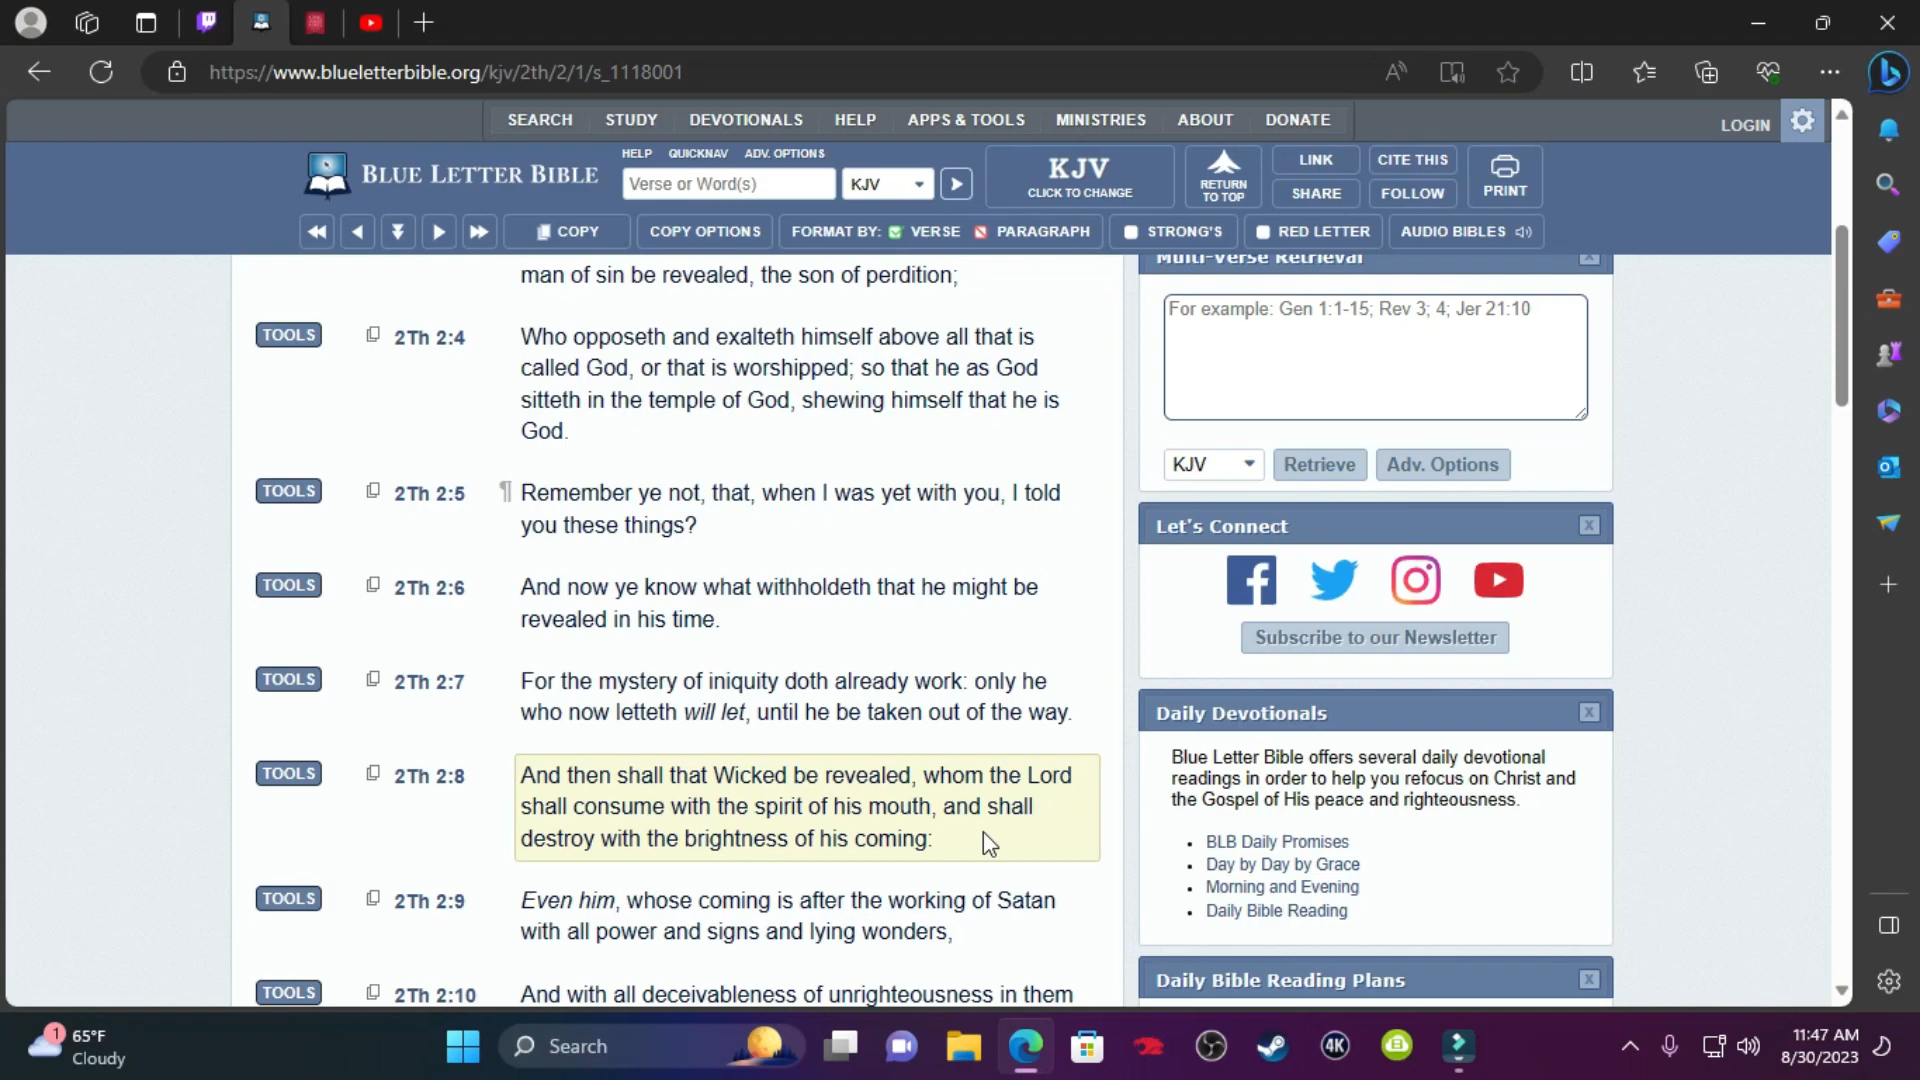 https://www.blueletterbible.org/kjv/2th/2/1/s_1118001
SEARCH STUDY DEVOTIONALS HELP APPS & TOOLS MINISTRIES ABOUT DONATE LOGIN
BLUE LETTER BIBLE
HELP QUICKNAV ADV. OPTIONS
Verse or Word(s) KJV
KJV
CLICK TO CHANGE
RETURN
TO TOP
LINK CITE THIS
SHARE FOLLOW
PRINT
COPY COPY OPTIONS FORMAT BY: VERSE PARAGRAPH STRONG'S RED LETTER AUDIO BIBLES
man of sin be revealed, the son of perdition;
TOOLS 2Th 2:4 Who opposeth and exalteth himself above all that is
called God, or that is worshipped; so that he as God
sitteth in the temple of God, shewing himself that he is
God.
TOOLS 2Th 2:5 ¶ Remember ye not, that, when I was yet with you, I told
you these things?
TOOLS 2Th 2:6 And now ye know what withholdeth that he might be
revealed in his time.
TOOLS 2Th 2:7 For the mystery of iniquity doth already work: only he
who now letteth will let, until he be taken out of the way.
TOOLS 2Th 2:8 And then shall that Wicked be revealed, whom the Lord
shall consume with the spirit of his mouth, and shall
destroy with the brightness of his coming:
TOOLS 2Th 2:9 Even him, whose coming is after the working of Satan
with all power and signs and lying wonders,
TOOLS 2Th 2:10 And with all deceivableness of unrighteousness in them
Multi-Verse Retrieval X
For example: Gen 1:1-15; Rev 3; 4; Jer 21:10
KJV Retrieve Adv. Options
Let's Connect X
Subscribe to our Newsletter
Daily Devotionals X
Blue Letter Bible offers several daily devotional
readings in order to help you refocus on Christ and
the Gospel of His peace and righteousness.
• BLB Daily Promises
• Day by Day by Grace
• Morning and Evening
• Daily Bible Reading
Daily Bible Reading Plans X
1
65°F
Cloudy
Search
4K
11:47 AM
8/30/2023